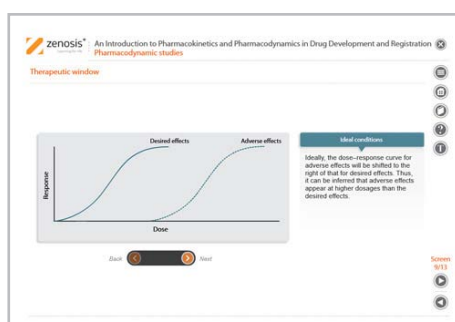 zenosis®
An Introduction to Pharmacokinetics and Pharmacodynamics in Drug Development and Registration
Pharmacodynamic studies
Therapeutic window
Desired effects
Adverse effects
Response
Dose
Ideal conditions
Ideally, the dose–response curve for
adverse effects will be shifted to the
right of that for desired effects. Thus,
it can be inferred that adverse effects
appear at higher dosages than the
desired effects.
Back
Next
Screen
9/13